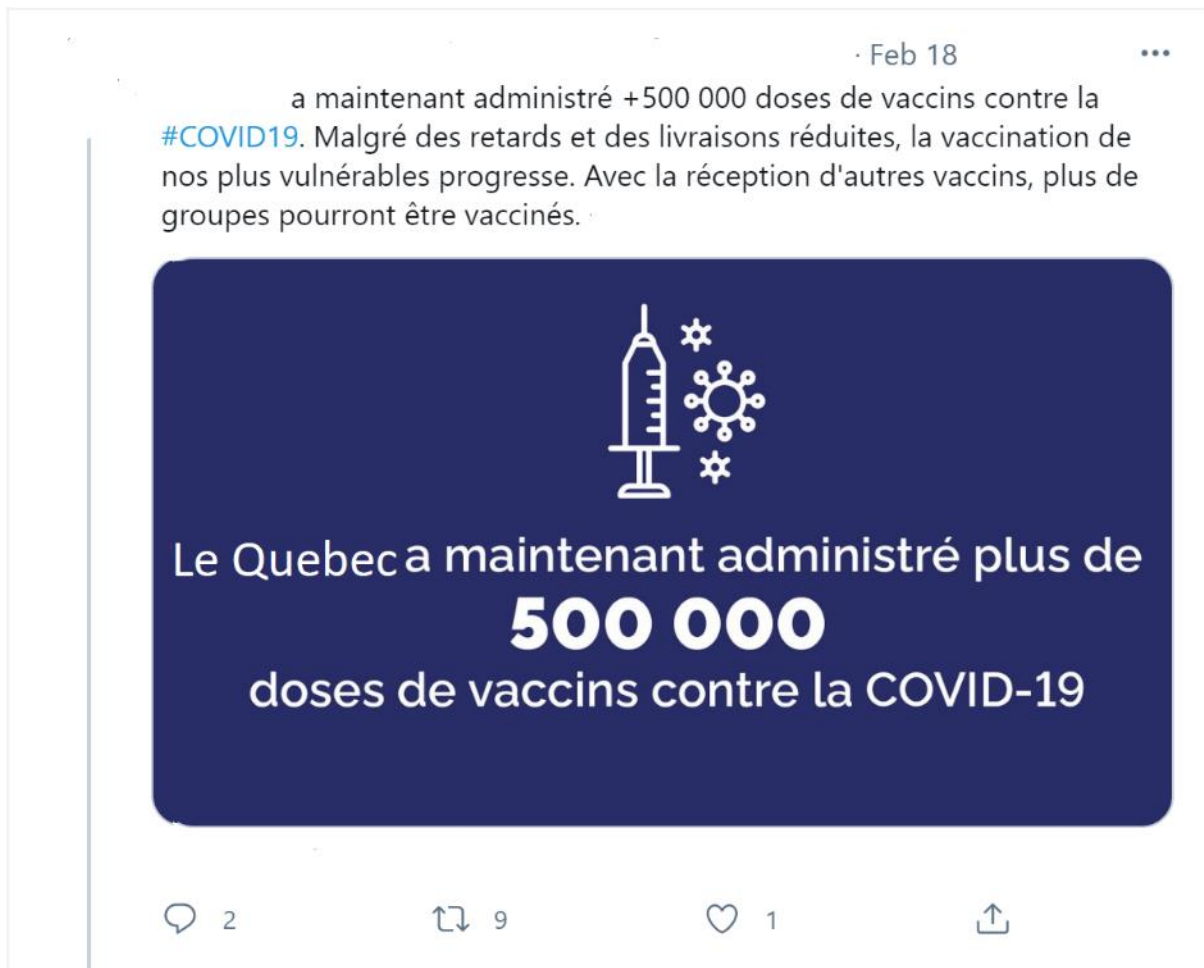 · Feb 18
a maintenant administré +500 000 doses de vaccins contre la
#COVID19. Malgré des retards et des livraisons réduites, la vaccination de
nos plus vulnérables progresse. Avec la réception d'autres vaccins, plus de
groupes pourront être vaccinés.
Le Quebec a maintenant administré plus de
500 000
doses de vaccins contre la COVID-19
2 9 1